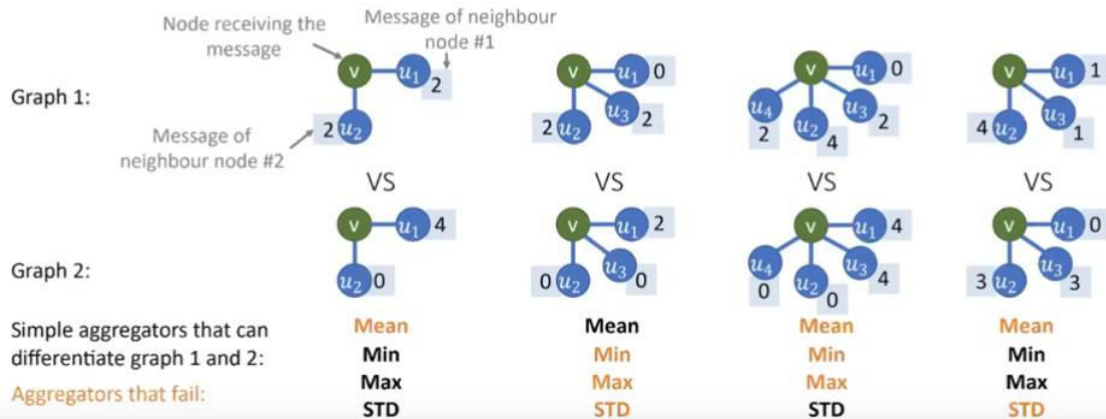 Node receiving the message
Message of neighbour node #1
Graph 1:
v u₁ 2
2 u₂
Message of neighbour node #2
v u₁ 0
u₃ 2
2 u₂
v u₁ 0
u₄ 2
u₂ 4
u₃ 2
v u₁ 1
u₃ 1
4 u₂
VS VS VS VS
Graph 2:
v u₁ 4
u₂ 0
v u₁ 2
u₃ 0
0 u₂
v u₁ 4
u₄ 0
u₂ 0
u₃ 4
v u₁ 0
u₃ 3
3 u₂
Simple aggregators that can differentiate graph 1 and 2:
Aggregators that fail:
Mean Mean Mean Mean
Min Min Min Min
Max Max Max Max
STD STD STD STD